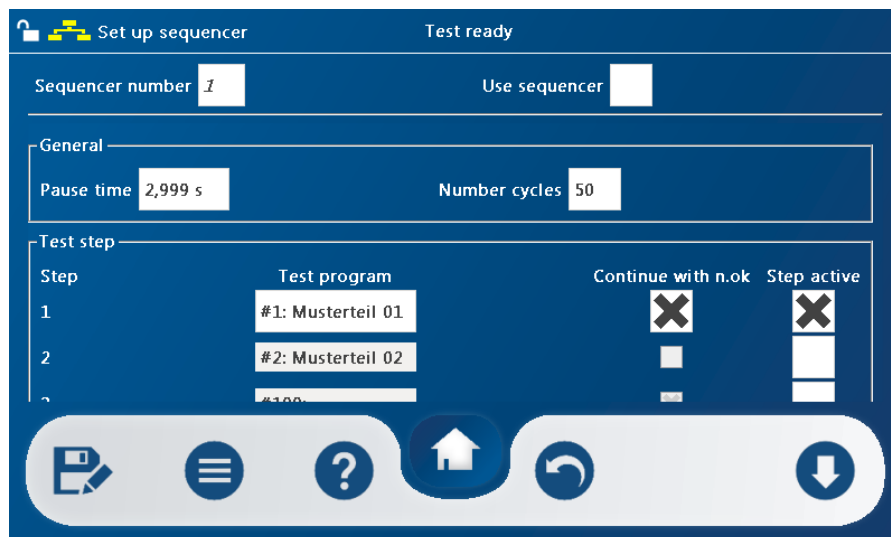 Set up sequencer Test ready
Sequencer number 1 Use sequencer
General
Pause time 2,999 s Number cycles 50
Test step
Step Test program Continue with n.ok Step active
1 #1: Musterteil 01
2 #2: Musterteil 02